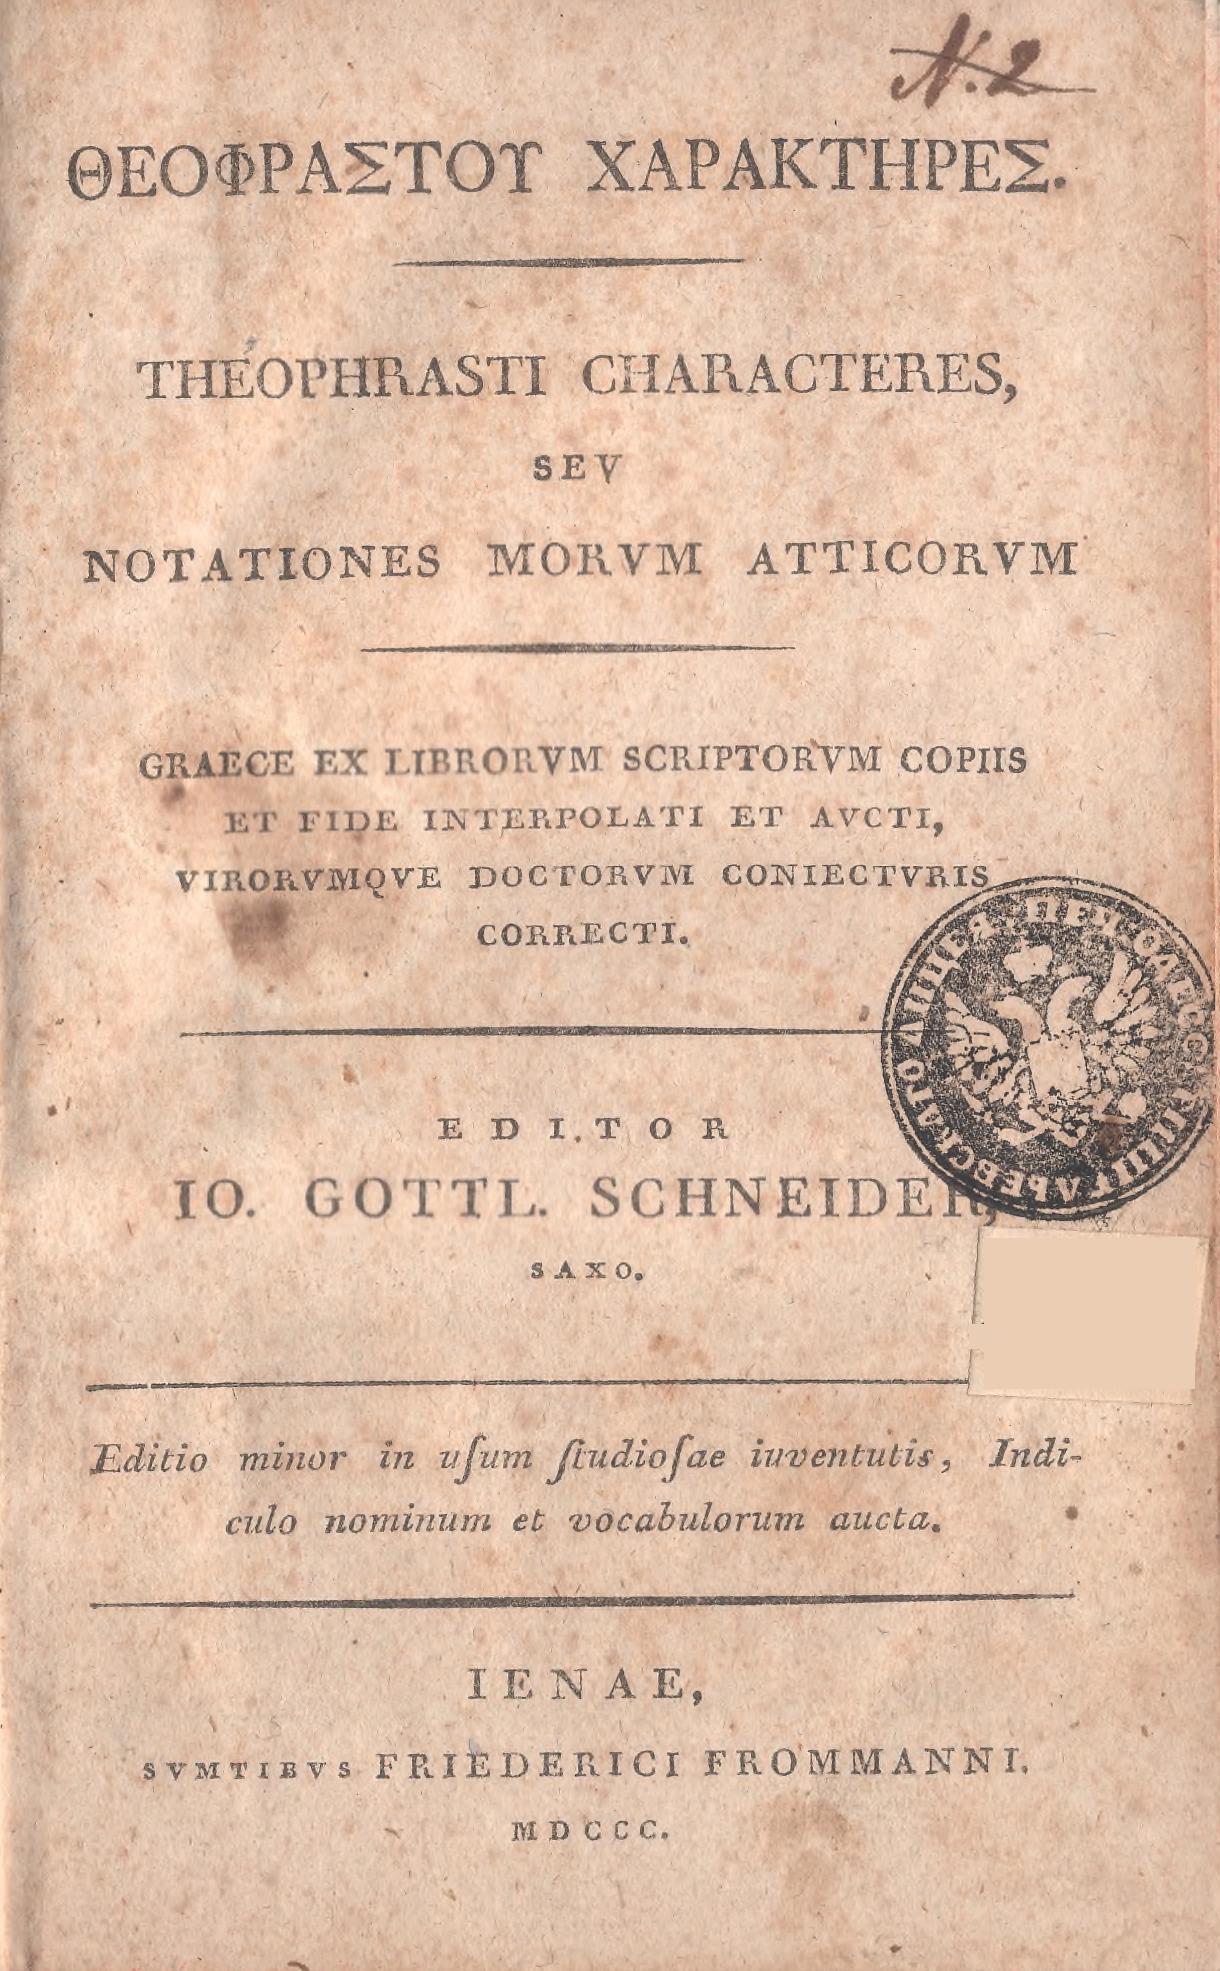 N. 2
ΘΕΟΦΡΑΣΤΟΥ ΧΑΡΑΚΤΗΡΕΣ.
THEOPHRASTI CHARACTERES,
SEV
NOTATIONES MORVM ATTICORVM
GRAECE EX LIBRORVM SCRIPTORVM COPIIS
ET FIDE INTERPOLATI ET AVCTI,
VIRORVMQVE DOCTORVM CONIECTVRIS
CORRECTI.
EDITOR
IO. GOTTL. SCHNEIDER,
SAXO.
Editio minor in uſum ſtudioſae iuventutis, Indi-
culo nominum et vocabulorum aucta.
IENAE,
SVMTIBVS FRIEDERICI FROMMANNI.
MDCCC.